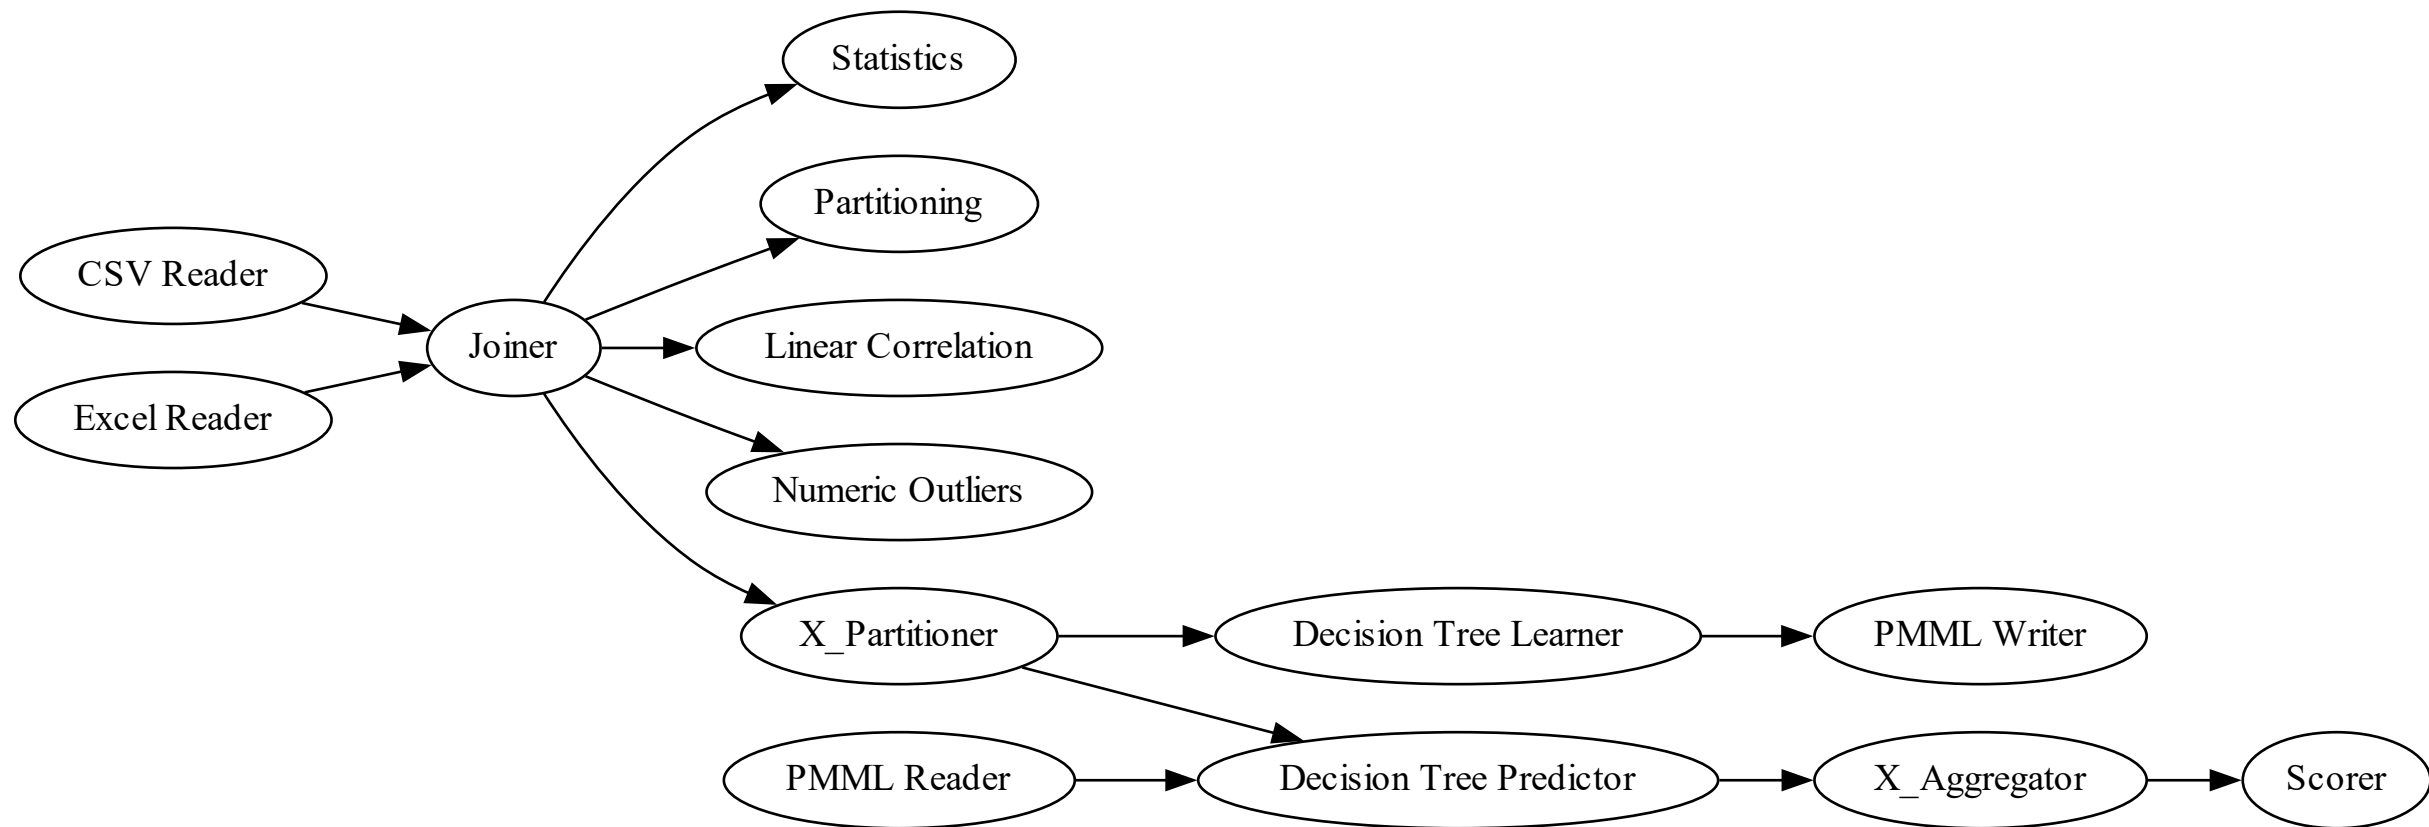 Statistics
Partitioning
CSV Reader
Joiner
Linear Correlation
Excel Reader
Numeric Outliers
X_Partitioner
Decision Tree Learner
PMML Writer
PMML Reader
Decision Tree Predictor
X_Aggregator
Scorer